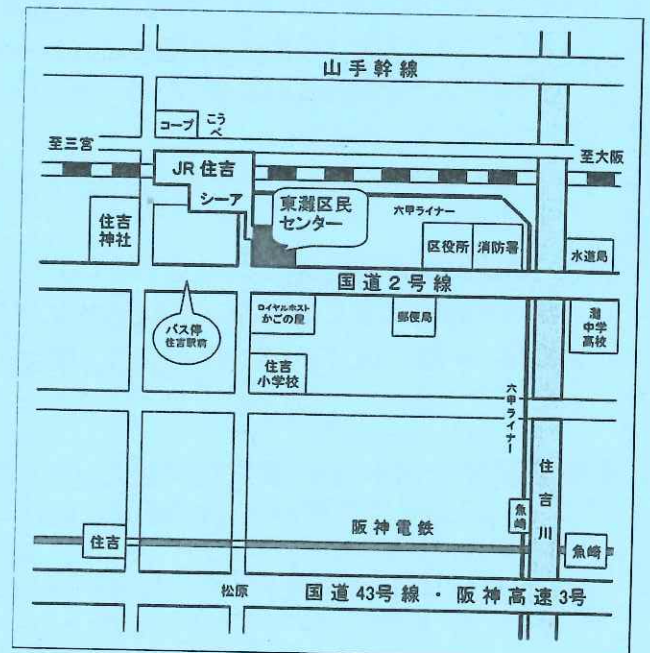 山手幹線
コープ
こうべ
至三宮
JR 住吉
至大阪
シーア
東灘区民
センター
六甲ライナー
住吉
神社
区役所
消防署
水道局
国道2号線
バス停
住吉駅前
ロイヤルホスト
かごの屋
郵便局
灘
中学
高校
住吉
小学校
六甲ライナー
住吉川
魚崎
阪神電鉄
住吉
魚崎
松原
国道43号線・阪神高速3号